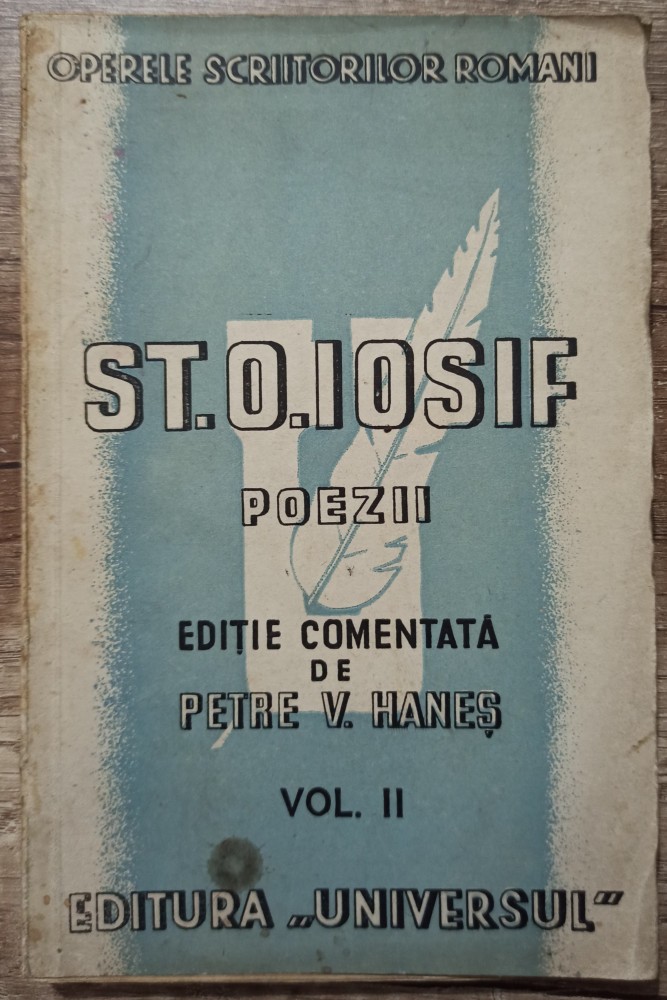 OPERELE SCRIITORILOR ROMANI
ST. O. IOSIF
POEZII
EDIȚIE COMENTATĂ
DE
PETRE V. HANEȘ
VOL. II
EDITURA „UNIVERSUL"